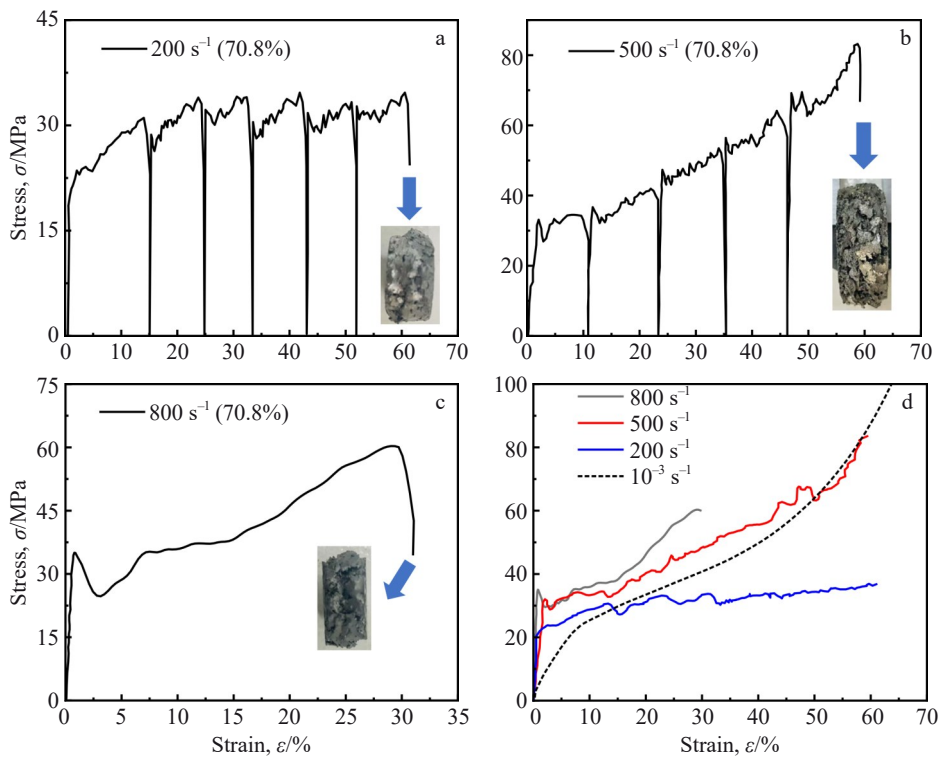 200 s⁻¹ (70.8%)
a
45
30
15
0
0 10 20 30 40 50 60 70
Stress, σ/MPa
500 s⁻¹ (70.8%)
b
80
60
40
20
0
0 10 20 30 40 50 60 70
800 s⁻¹ (70.8%)
c
75
60
45
30
15
0
0 5 10 15 20 25 30 35
Stress, σ/MPa
Strain, ε/%
800 s⁻¹
500 s⁻¹
200 s⁻¹
10⁻³ s⁻¹
d
100
80
60
40
20
0
0 10 20 30 40 50 60 70
Strain, ε/%